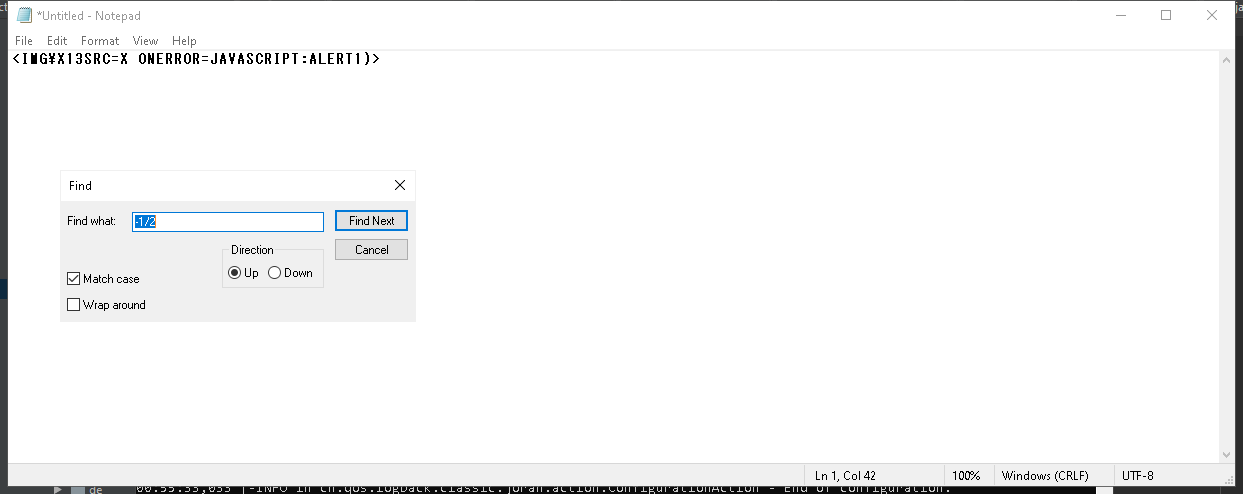 *Untitled - Notepad
File Edit Format View Help
<IMG¥X13SRC=X ONERROR=JAVASCRIPT:ALERT1)>
Find
Find what: -1/2 Find Next
Direction Cancel
Up Down
Match case
Wrap around
Ln 1, Col 42 100% Windows (CRLF) UTF-8
de 00:55:33,033 |-INFO in ch.qos.logback.classic.joran.action.ConfigurationAction - End of configuration.